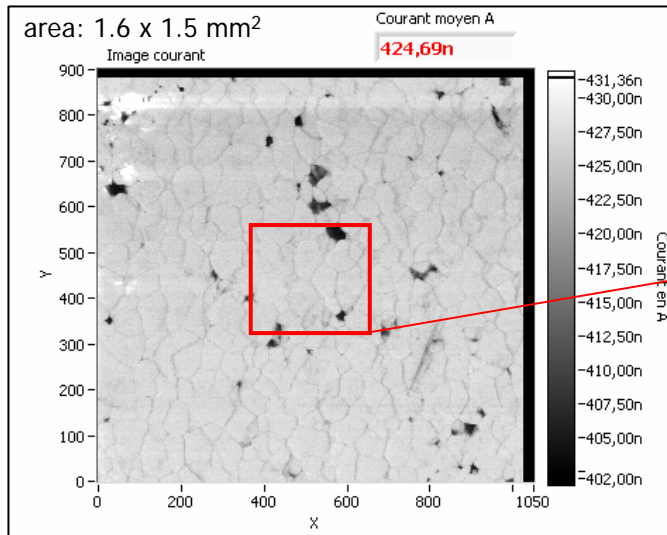 area: 1.6 x 1.5 mm²
Courant moyen A
Image courant
424,69n
900
800
700
600
500
400
300
200
100
0
Y
0
200
400
600
800
1050
X
431,36n
430,00n
427,50n
425,00n
422,50n
420,00n
417,50n
415,00n
412,50n
410,00n
407,50n
405,00n
402,00n
Courant en A